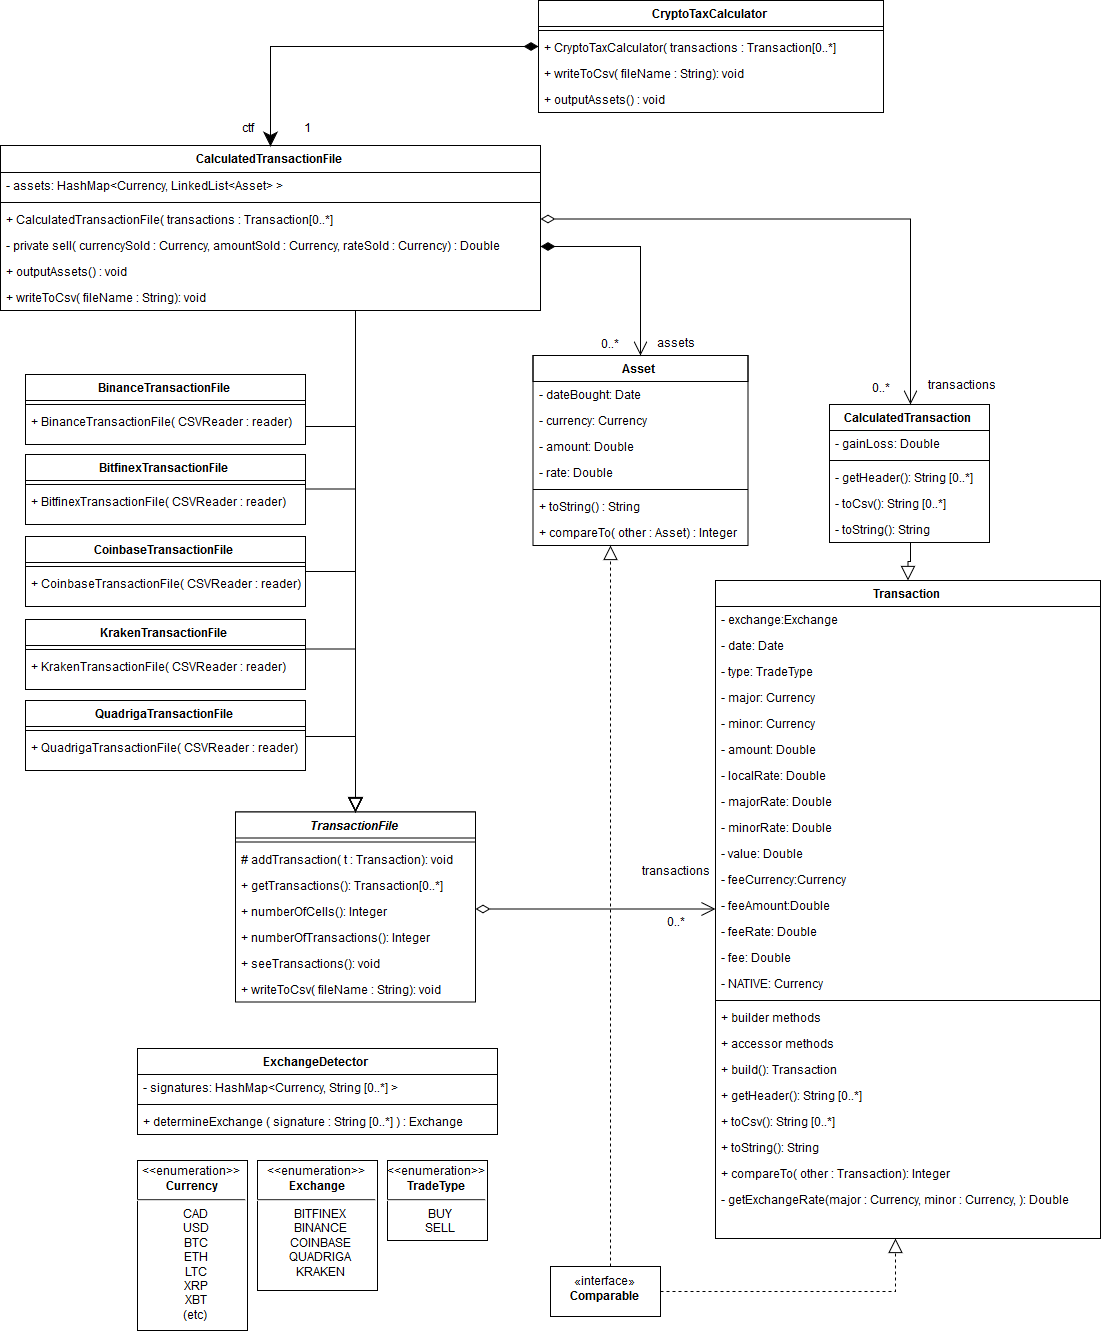 CryptoTaxCalculator
+ CryptoTaxCalculator( transactions : Transaction[0..*]
+ writeToCsv( fileName : String): void
+ outputAssets() : void
ctf
1
CalculatedTransactionFile
- assets: HashMap<Currency, LinkedList<Asset> >
+ CalculatedTransactionFile( transactions : Transaction[0..*]
- private sell( currencySold : Currency, amountSold : Currency, rateSold : Currency) : Double
+ outputAssets() : void
+ writeToCsv( fileName : String): void
0..*
assets
Asset
- dateBought: Date
- currency: Currency
- amount: Double
- rate: Double
+ toString() : String
+ compareTo( other : Asset) : Integer
0..*
transactions
CalculatedTransaction
- gainLoss: Double
- getHeader(): String [0..*]
- toCsv(): String [0..*]
- toString(): String
BinanceTransactionFile
+ BinanceTransactionFile( CSVReader : reader)
BitfinexTransactionFile
+ BitfinexTransactionFile( CSVReader : reader)
CoinbaseTransactionFile
+ CoinbaseTransactionFile( CSVReader : reader)
KrakenTransactionFile
+ KrakenTransactionFile( CSVReader : reader)
QuadrigaTransactionFile
+ QuadrigaTransactionFile( CSVReader : reader)
TransactionFile
# addTransaction( t : Transaction): void
+ getTransactions(): Transaction[0..*]
+ numberOfCells(): Integer
+ numberOfTransactions(): Integer
+ seeTransactions(): void
+ writeToCsv( fileName : String): void
transactions
0..*
Transaction
- exchange:Exchange
- date: Date
- type: TradeType
- major: Currency
- minor: Currency
- amount: Double
- localRate: Double
- majorRate: Double
- minorRate: Double
- value: Double
- feeCurrency:Currency
- feeAmount:Double
- feeRate: Double
- fee: Double
- NATIVE: Currency
+ builder methods
+ accessor methods
+ build(): Transaction
+ getHeader(): String [0..*]
+ toCsv(): String [0..*]
+ toString(): String
+ compareTo( other : Transaction): Integer
- getExchangeRate(major : Currency, minor : Currency, ): Double
ExchangeDetector
- signatures: HashMap<Currency, String [0..*] >
+ determineExchange ( signature : String [0..*] ) : Exchange
<<enumeration>>
Currency
CAD
USD
BTC
ETH
LTC
XRP
XBT
(etc)
<<enumeration>>
Exchange
BITFINEX
BINANCE
COINBASE
QUADRIGA
KRAKEN
<<enumeration>>
TradeType
BUY
SELL
«interface»
Comparable